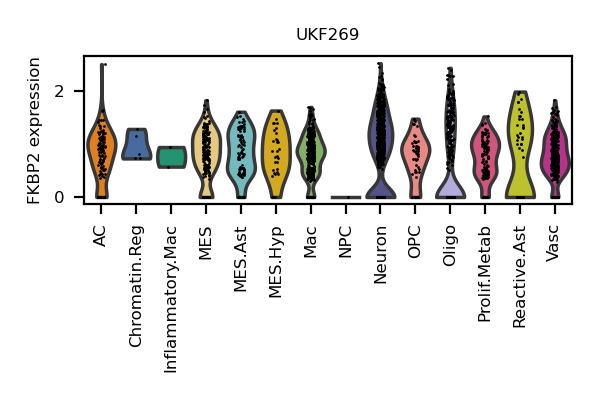 UKF269
FKBP2 expression
2
0
AC
Chromatin.Reg
Inflammatory.Mac
MES
MES.Ast
MES.Hyp
Mac
NPC
Neuron
OPC
Oligo
Prolif.Metab
Reactive.Ast
Vasc